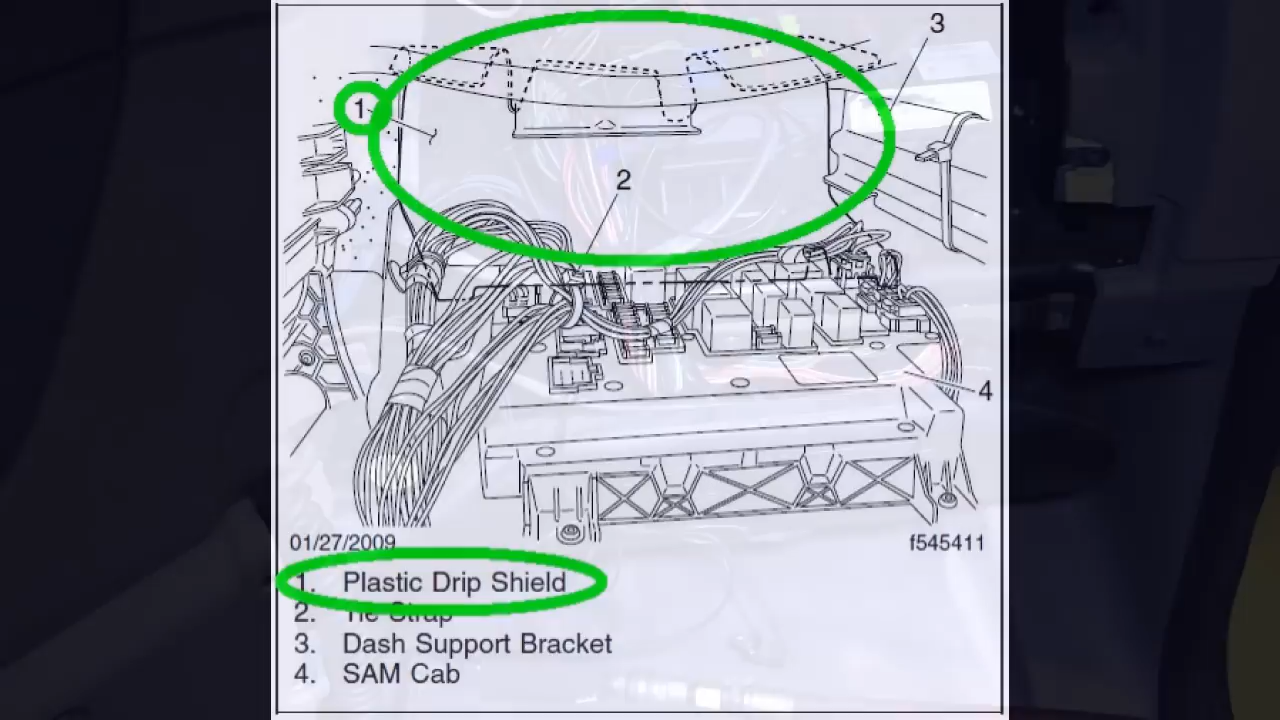 3
1
2
4
01/27/2009 f545411
1. Plastic Drip Shield
2. Tie Strap
3. Dash Support Bracket
4. SAM Cab